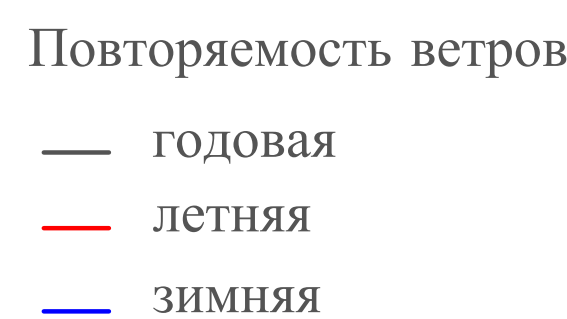 Повторяемость ветров
годовая
летняя
зимняя